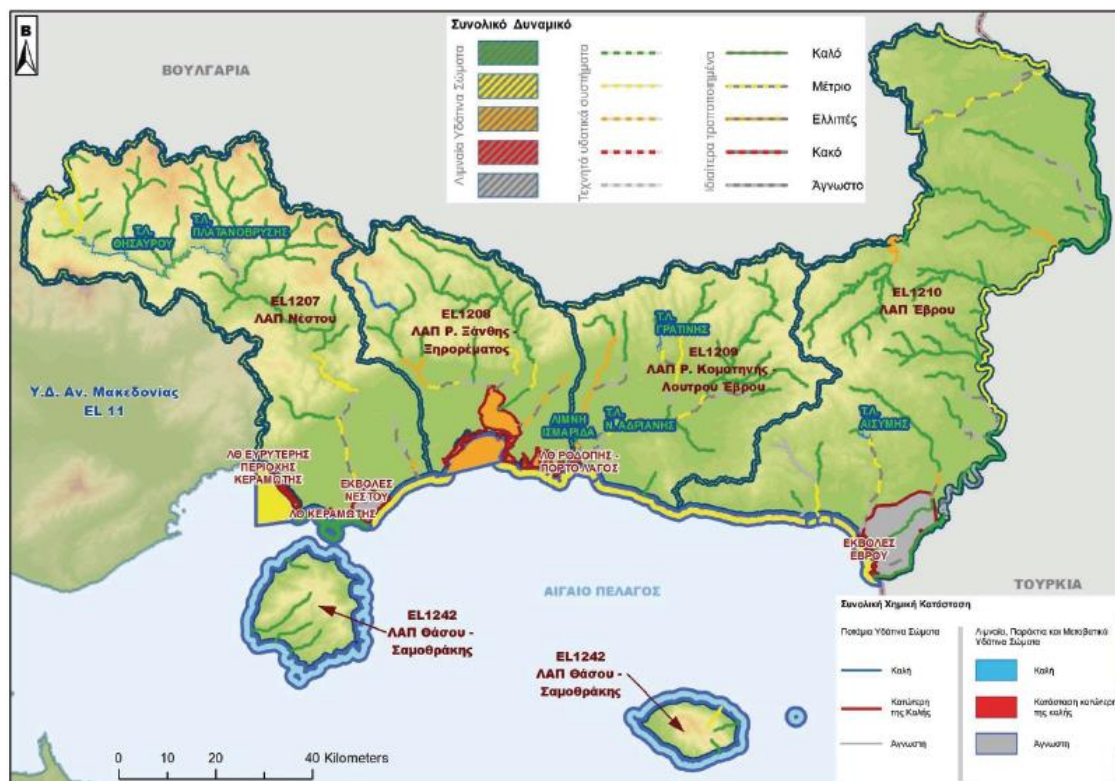 Β
ΒΟΥΛΓΑΡΙΑ
Συνολικό Δυναμικό
Λιμναία Υδάτινα Σώματα
Τεχνητά υδατικά συστήματα
Ιδιαίτερα τροποποιημένα
Καλό
Μέτριο
Ελλιπές
Κακό
Άγνωστο
Τ.Λ.
ΘΗΣΑΥΡΟΥ
Τ.Λ.
ΠΛΑΤΑΝΟΒΡΥΣΗΣ
EL1207
ΛΑΠ Νέστου
EL1208
ΛΑΠ Ρ. Ξάνθης -
Ξηρορέματος
Τ.Λ.
ΓΡΑΤΙΝΗΣ
EL1209
ΛΑΠ Ρ. Κομοτηνής -
Λουτρού Έβρου
EL1210
ΛΑΠ Έβρου
Υ.Δ. Αν. Μακεδονίας
EL 11
ΛΙΜΝΗ
ΙΣΜΑΡΙΔΑ
Τ.Λ.
Ν. ΑΔΡΙΑΝΗΣ
Τ.Λ.
ΑΙΣΥΜΗΣ
ΛΘ ΕΥΡΥΤΕΡΗΣ
ΠΕΡΙΟΧΗΣ
ΚΕΡΑΜΩΤΗΣ
ΕΚΒΟΛΕΣ
ΝΕΣΤΟΥ
ΛΘ ΚΕΡΑΜΩΤΗΣ
ΛΘ ΡΟΔΟΠΗΣ -
ΠΟΡΤΟ ΛΑΓΟΣ
ΕΚΒΟΛΕΣ
ΕΒΡΟΥ
ΑΙΓΑΙΟ ΠΕΛΑΓΟΣ
ΤΟΥΡΚΙΑ
EL1242
ΛΑΠ Θάσου -
Σαμοθράκης
EL1242
ΛΑΠ Θάσου -
Σαμοθράκης
0 10 20 40 Kilometers
Συνολική Χημική Κατάσταση
Ποτάμια Υδάτινα Σώματα
Καλή
Κατώτερη
της Καλής
Άγνωστη
Λιμναία, Παράκτια και Μεταβατικά
Υδάτινα Σώματα
Καλή
Κατάσταση κατώτερη
της καλής
Άγνωστη